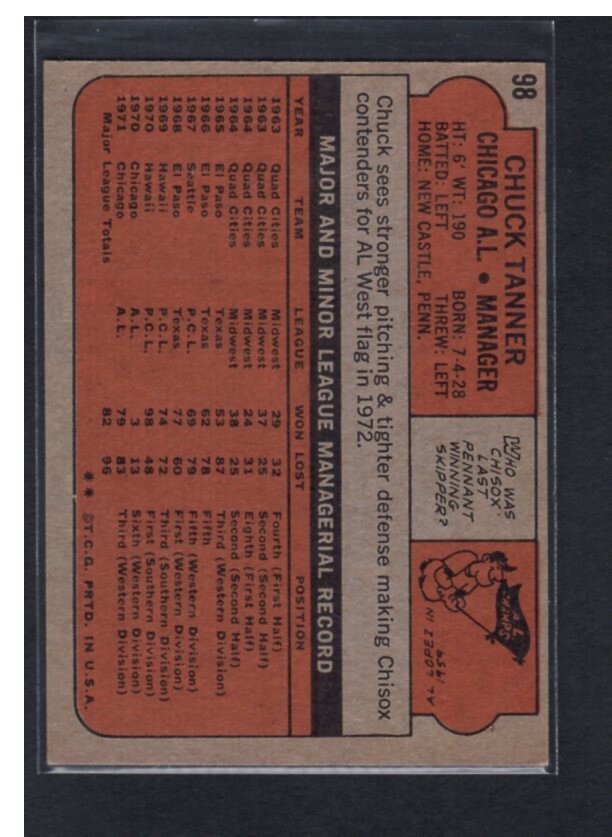 98
CHUCK TANNER
CHICAGO A.L. • MANAGER
HT: 6' WT: 190 BORN: 7-4-28
BATTED: LEFT THREW: LEFT
HOME: NEW CASTLE, PENN.
WHO WAS
CHISOX'
LAST
PENNANT
WINNING
SKIPPER?
A.L.
CHAMPS
AL LOPEZ IN
1959
Chuck sees stronger pitching & tighter defense making Chisox
contenders for AL West flag in 1972.
MAJOR AND MINOR LEAGUE MANAGERIAL RECORD
YEAR TEAM LEAGUE WON LOST POSITION
1963 Quad Cities Midwest 29 32 Fourth (First Half)
1963 Quad Cities Midwest 37 25 Second (Second Half)
1964 Quad Cities Midwest 24 31 Eighth (First Half)
1964 Quad Cities Midwest 38 25 Second (Second Half)
1965 El Paso Texas 53 87 Third (Western Division)
1966 El Paso Texas 62 78 Fifth
1967 Seattle P.C.L. 69 79 Fifth (Western Division)
1968 El Paso Texas 77 60 First (Western Division)
1969 Hawaii P.C.L. 74 72 Third (Southern Division)
1970 Hawaii P.C.L. 98 48 First (Southern Division)
1970 Chicago A.L. 3 13 Sixth (Western Division)
1971 Chicago A.L. 79 83 Third (Western Division)
Major League Totals 82 96
** ©T.C.G. PRTD. IN U.S.A.